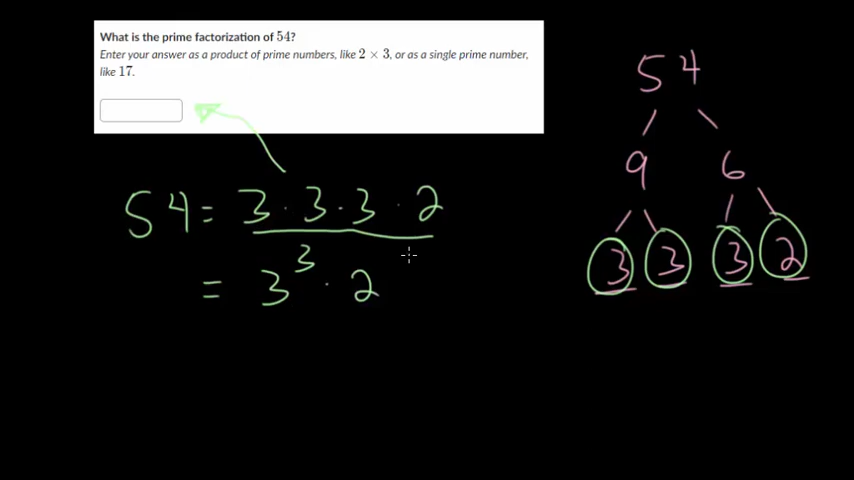 What is the prime factorization of 54?
Enter your answer as a product of prime numbers, like 2 × 3, or as a single prime number,
like 17.
54 = 3 · 3 · 3 · 2
= 3³ · 2
54
9 6
3 3 3 2